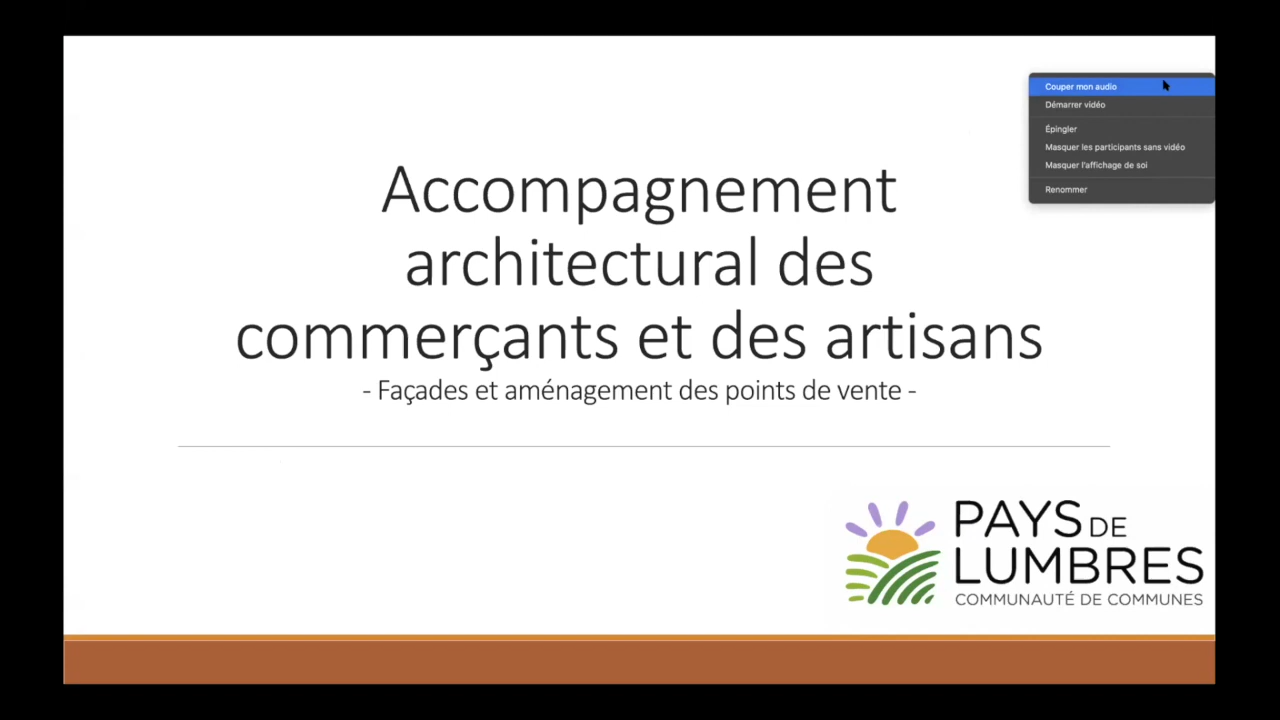 Couper mon audio
Démarrer vidéo
Épingler
Masquer les participants sans vidéo
Masquer l'affichage de soi
Renommer
Accompagnement
architectural des
commerçants et des artisans
- Façades et aménagement des points de vente -
PAYS DE
LUMBRES
COMMUNAUTÉ DE COMMUNES